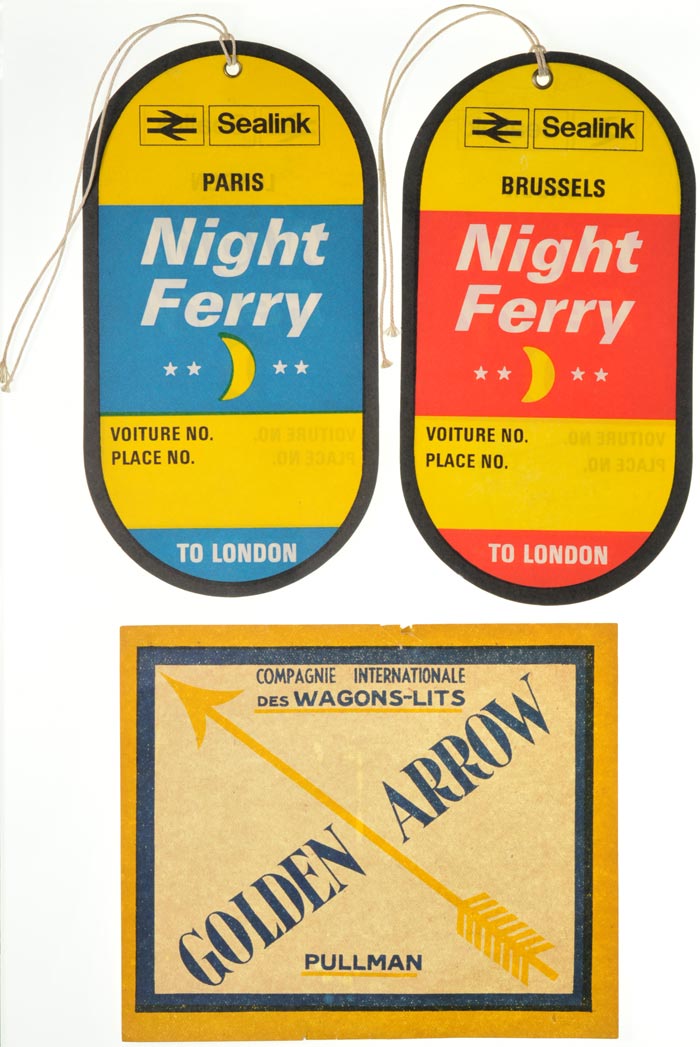 Sealink
PARIS
Night
Ferry
VOITURE NO.
PLACE NO.
TO LONDON
Sealink
BRUSSELS
Night
Ferry
VOITURE NO.
PLACE NO.
TO LONDON
COMPAGNIE INTERNATIONALE
DES WAGONS-LITS
GOLDEN ARROW
PULLMAN